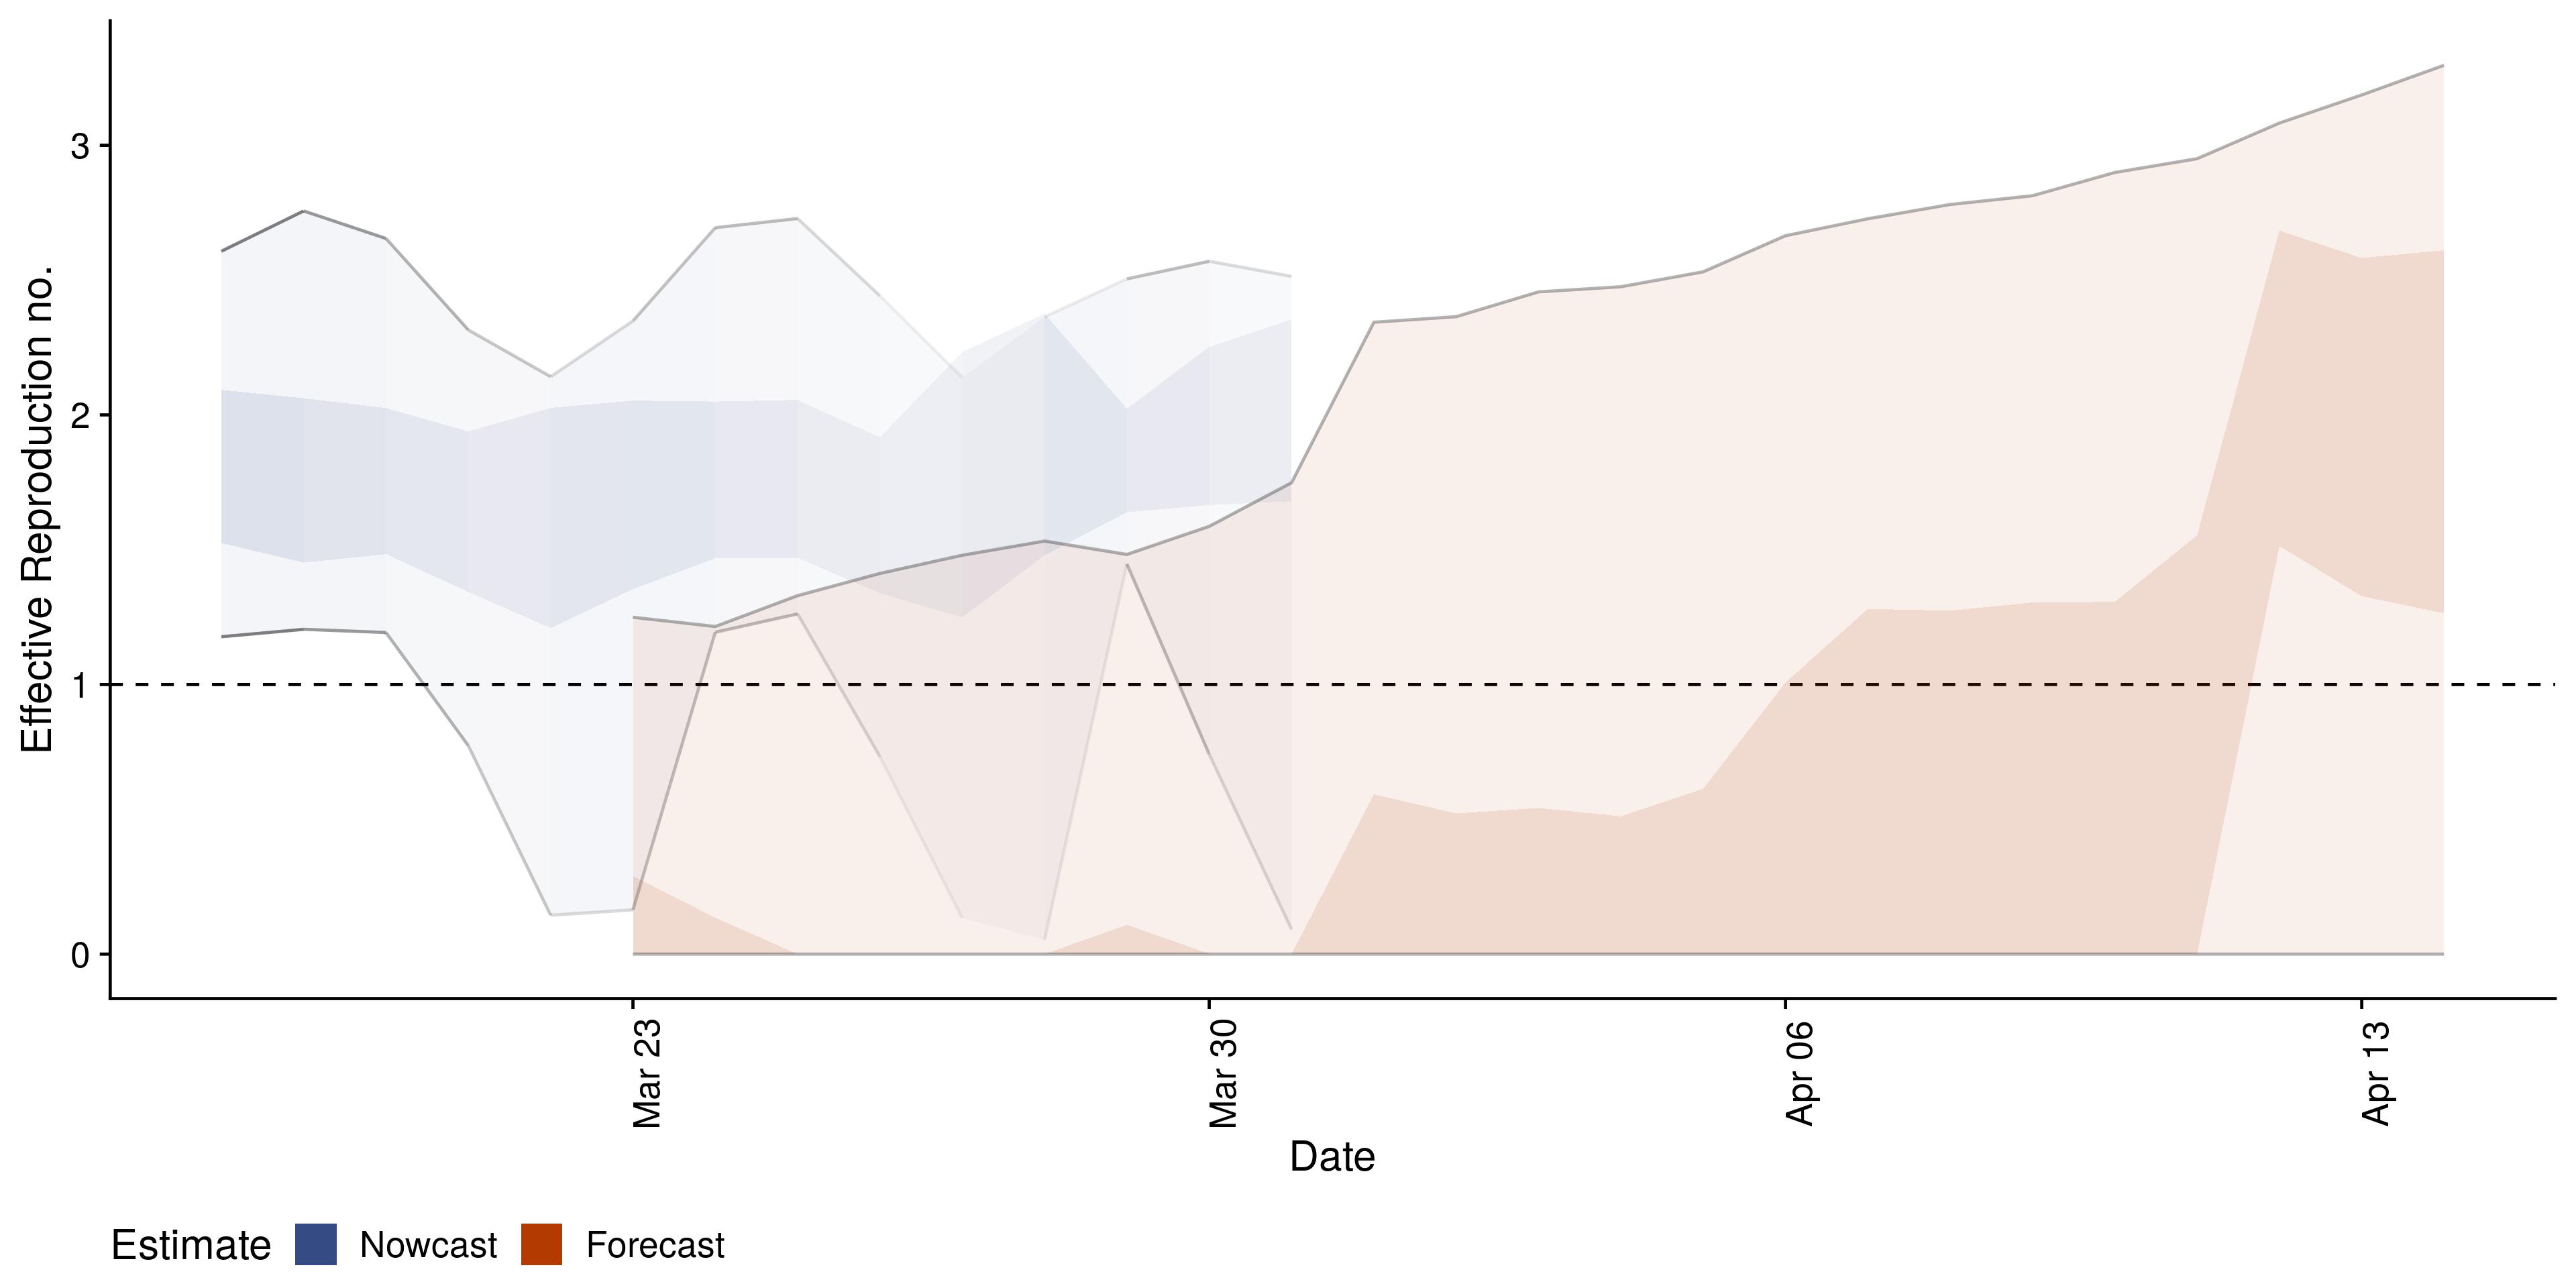 Effective Reproduction no.
3
2
1
0
Mar 23
Mar 30
Apr 06
Apr 13
Date
Estimate Nowcast Forecast